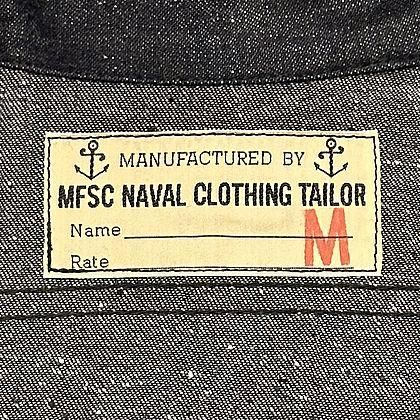 MANUFACTURED BY
MFSC NAVAL CLOTHING TAILOR
Name
Rate
M